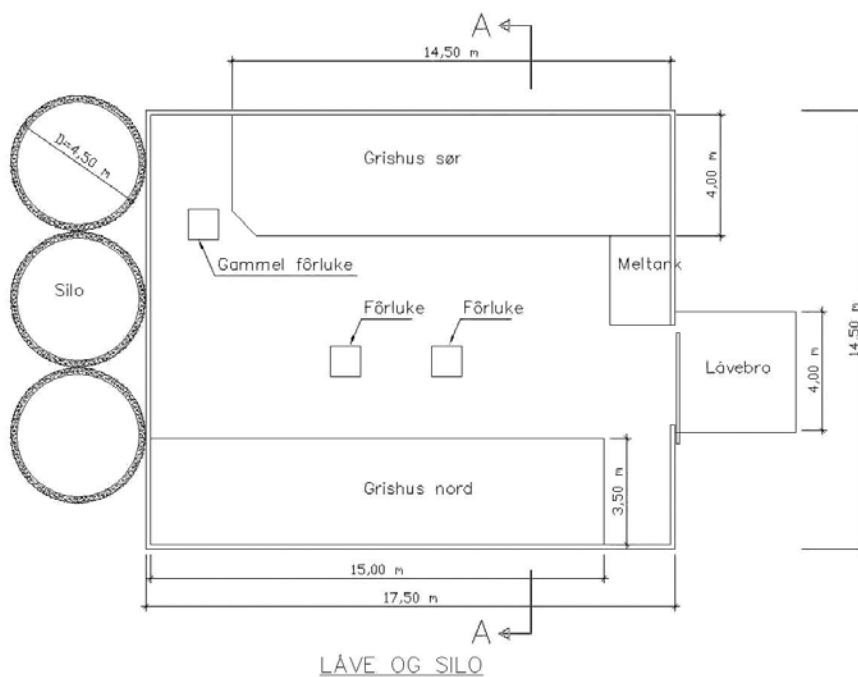 A
14,50 m
D=4,50 m
Grishus sør
4,00 m
Gammel fôrluke
Meltank
Silo
Fôrluke
Fôrluke
Låvebro
4,00 m
14,50 m
Grishus nord
3,50 m
15,00 m
17,50 m
A
LÅVE OG SILO